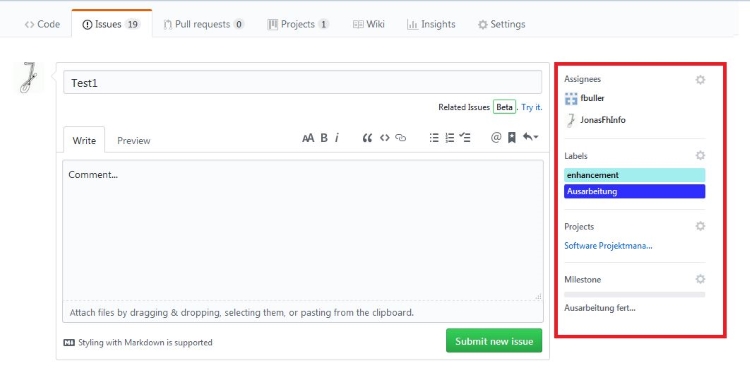 Code Issues 19 Pull requests 0 Projects 1 Wiki Insights Settings
Test1
Related Issues Beta . Try it.
Write Preview AA B i
Comment...
Attach files by dragging & dropping, selecting them, or pasting from the clipboard.
Styling with Markdown is supported Submit new issue
Assignees
fbuller
JonasFhInfo
Labels
enhancement
Ausarbeitung
Projects
Software Projektmana...
Milestone
Ausarbeitung fert...